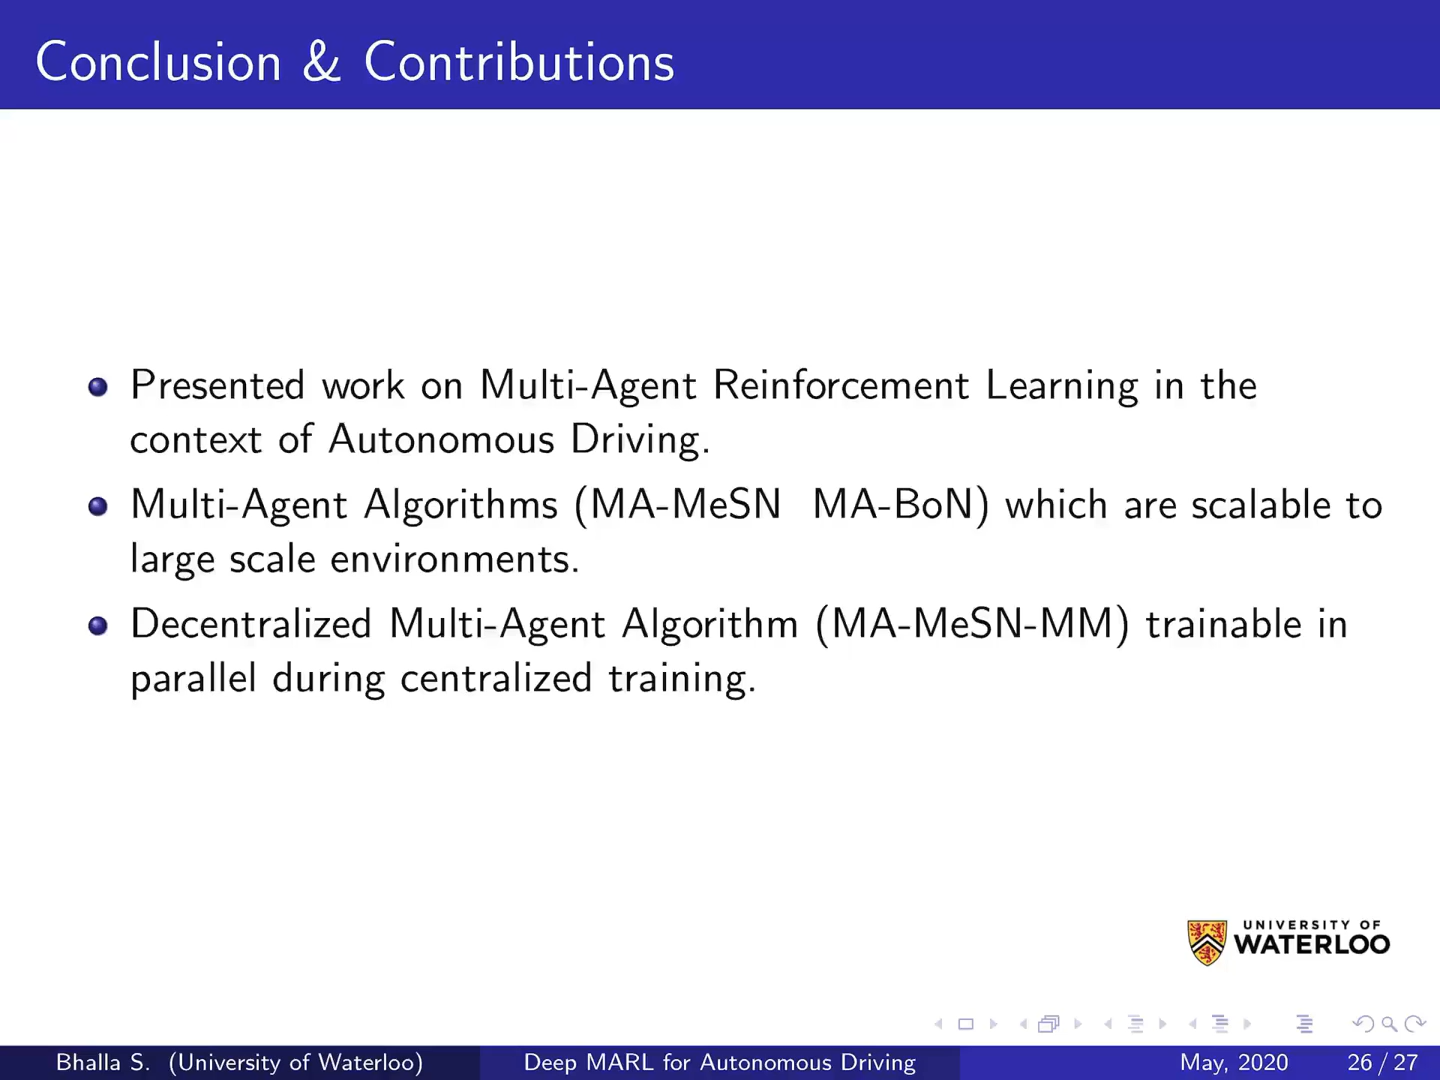 Conclusion & Contributions
Presented work on Multi-Agent Reinforcement Learning in the
context of Autonomous Driving.
Multi-Agent Algorithms (MA-MeSN MA-BoN) which are scalable to
large scale environments.
Decentralized Multi-Agent Algorithm (MA-MeSN-MM) trainable in
parallel during centralized training.
UNIVERSITY OF
WATERLOO
Bhalla S. (University of Waterloo) Deep MARL for Autonomous Driving May, 2020 26 / 27